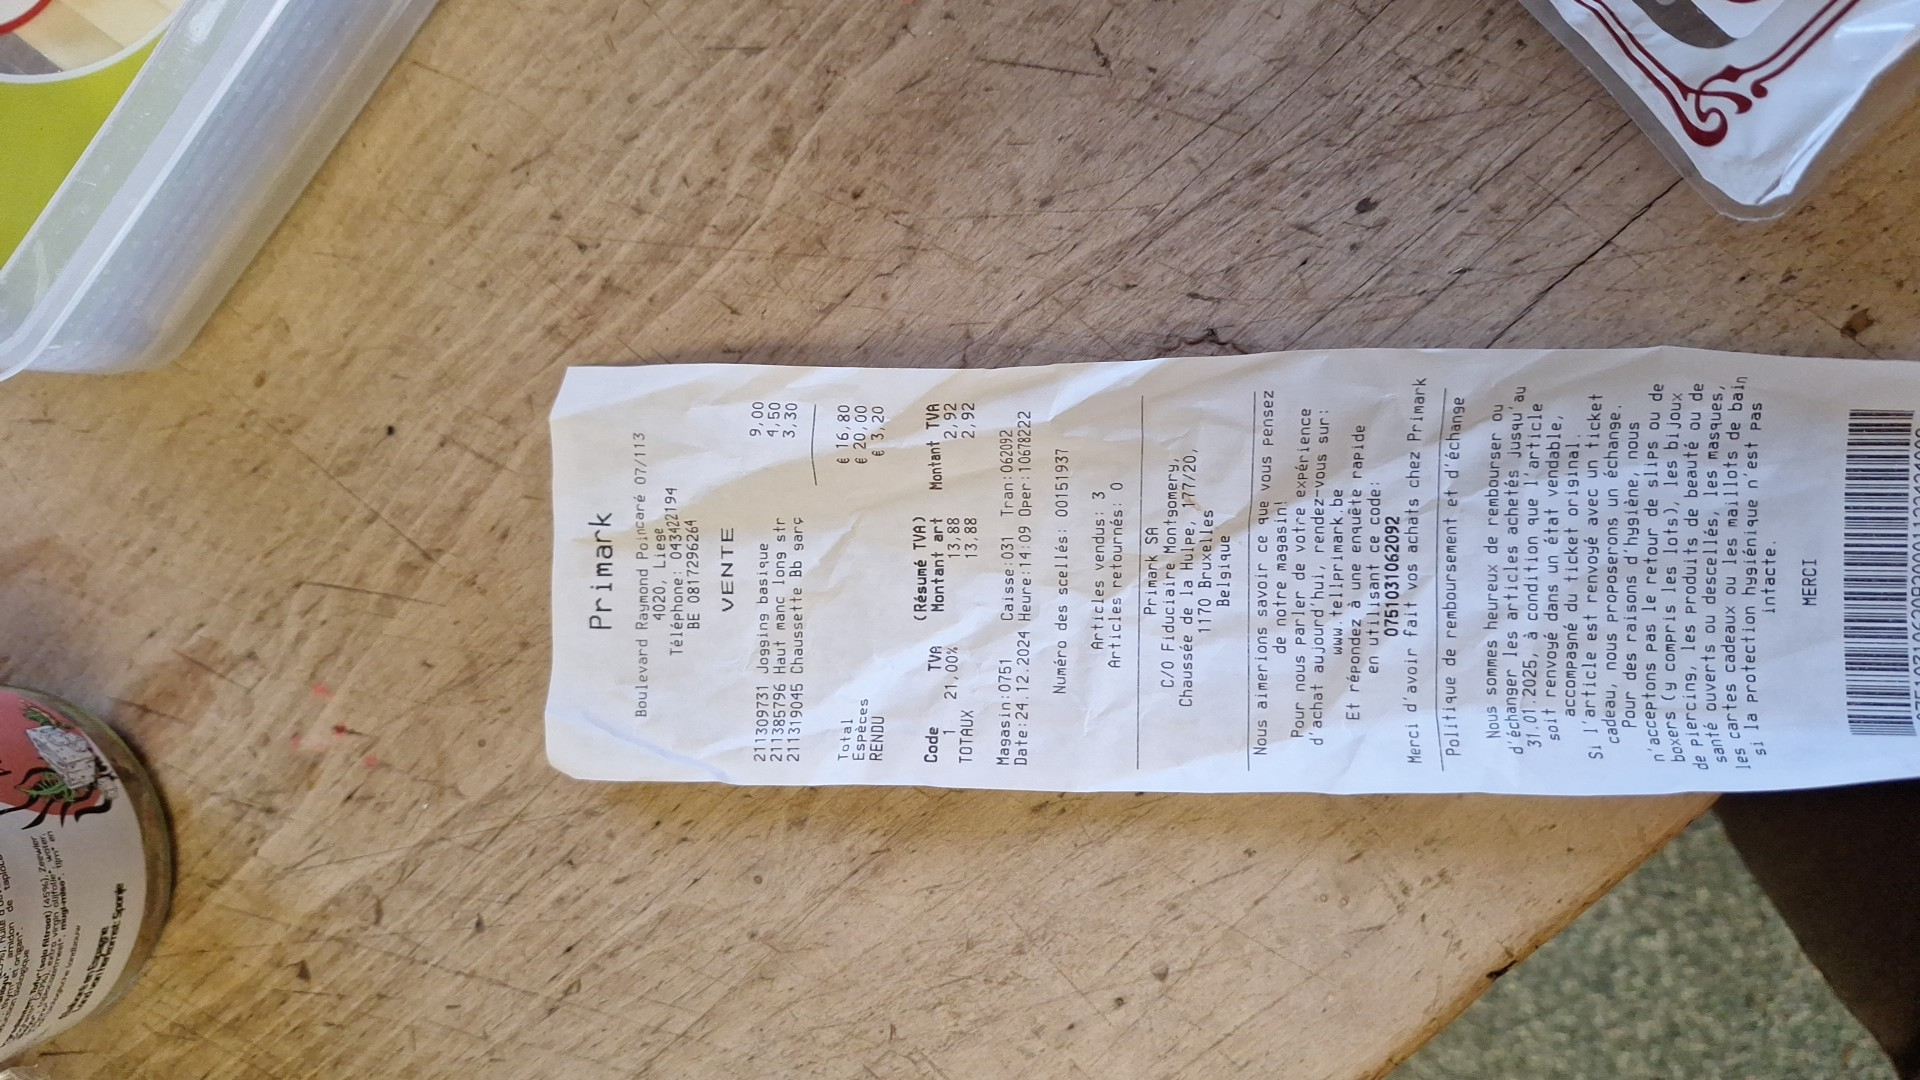 Primark
Boulevard Raymond Poincaré 07/13
4020, Liege
Téléphone: 043422194
BE 0817296264
VENTE
211309731 Jogging basique 9,00
211385796 Haut manc long str 4,50
211319045 Chaussette Bb garç 3,30
Total € 16,80
Espèces € 20,00
RENDU € 3,20
(Résumé TVA)
Code TVA Montant art Montant TVA
1 21,00% 13,88 2,92
TOTAUX 13,88 2,92
Magasin:0751 Caisse:031 Tran:062092
Date:24.12.2024 Heure:14:09 Oper:10678222
Numéro des scellés: 00151937
Articles vendus: 3
Articles retournés: 0
Primark SA
C/O Fiduciaire Montgomery,
Chaussée de la Hulpe, 177/20,
1170 Bruxelles
Belgique
Nous aimerions savoir ce que vous pensez
de notre magasin!
Pour nous parler de votre expérience
d'achat aujourd'hui, rendez-vous sur:
www.tellprimark.be
Et répondez à une enquête rapide
en utilisant ce code:
0751031062092
Merci d'avoir fait vos achats chez Primark
Politique de remboursement et d'échange
Nous sommes heureux de rembourser ou
d'échanger les articles achetés jusqu'au
31.01.2025, à condition que l'article
soit renvoyé dans un état vendable,
accompagné du ticket original.
Si l'article est renvoyé avec un ticket
cadeau, nous proposerons un échange.
Pour des raisons d'hygiène, nous
n'acceptons pas le retour de slips ou de
boxers (y compris les lots), les bijoux
de Piercing, les Produits de beauté ou de
santé ouverts ou descellés, les masques,
les cartes cadeaux ou les maillots de bain
si la protection hygiénique n'est pas
intacte.
MERCI